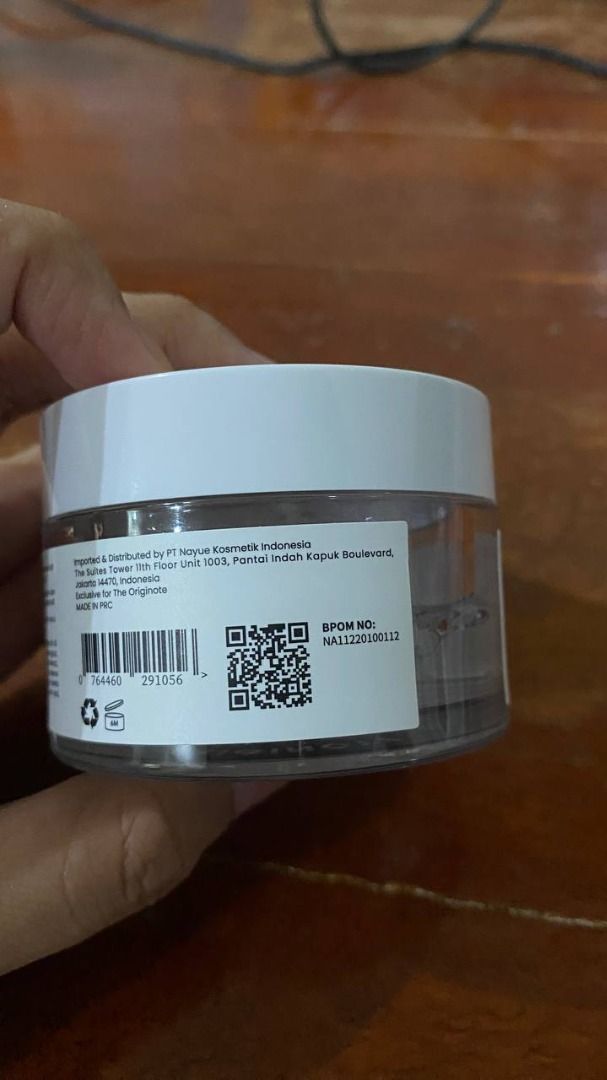 Imported & Distributed by PT Nayue Kosmetik Indonesia
The Suites Tower 11th Floor Unit 1003, Pantai Indah Kapuk Boulevard,
Jakarta 14470, Indonesia
Exclusive for The Originote
MADE IN PRC
BPOM NO:
NA11220100112
0 764460 291056 >
6M